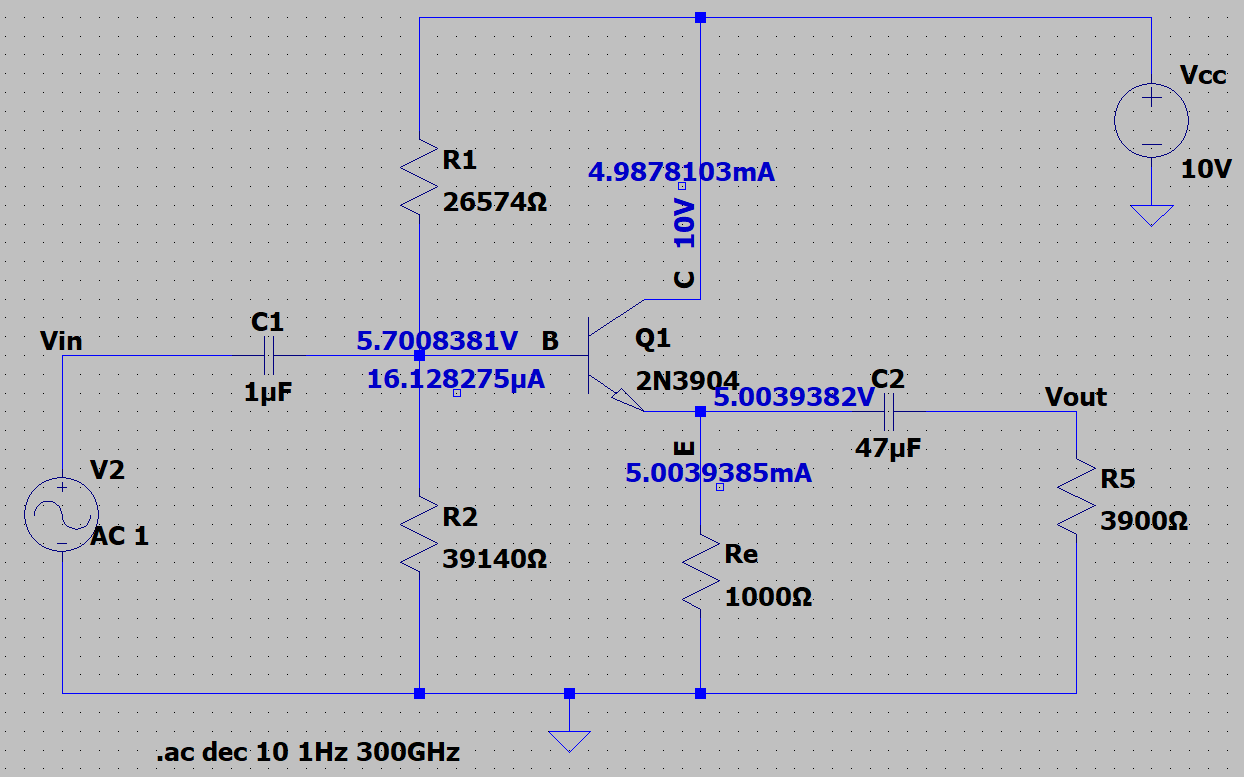 Vcc
10V
R1
26574Ω
4.9878103mA
10V
C
C1
Vin
1µF
5.7008381V
B
Q1
16.128275µA
2N3904
5.0039382V
C2
Vout
47µF
E
5.0039385mA
V2
AC 1
R2
39140Ω
R5
3900Ω
Re
1000Ω
.ac dec 10 1Hz 300GHz